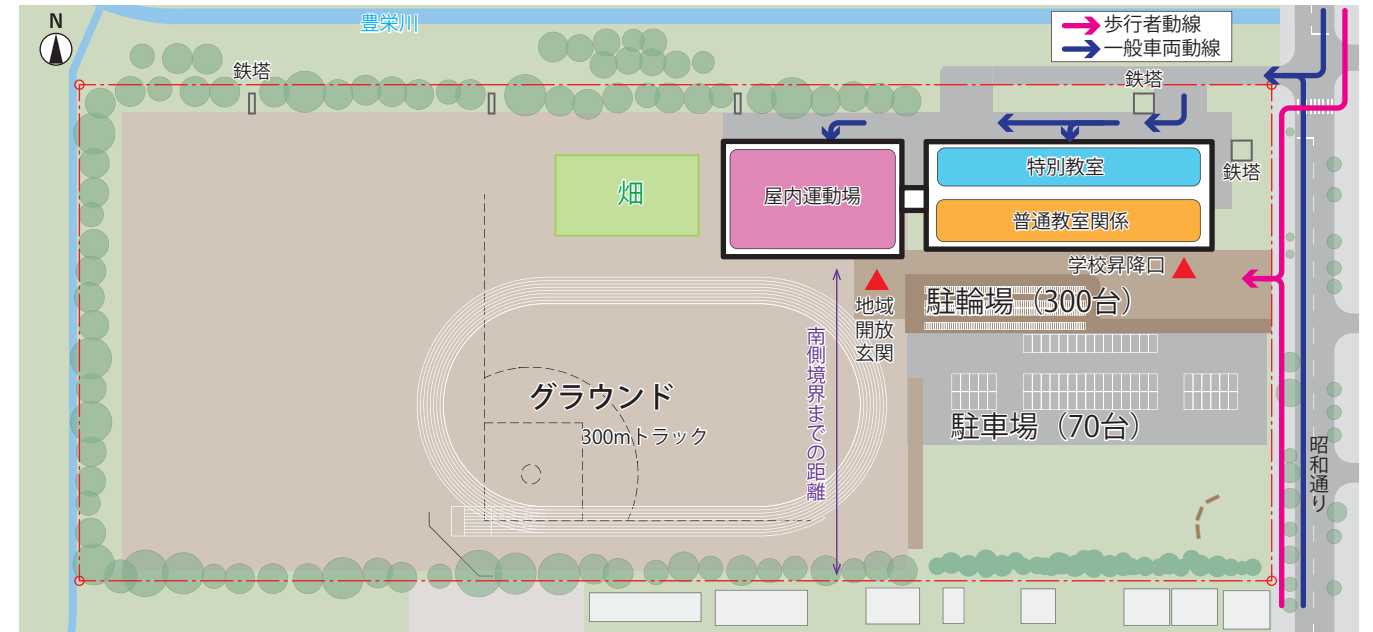 豊栄川
N
歩行者動線
一般車両動線
鉄塔
鉄塔
鉄塔
特別教室
畑
屋内運動場
普通教室関係
学校昇降口
駐輪場（300台）
地域
開放
玄関
南側境界までの距離
グラウンド
300mトラック
駐車場（70台）
昭和通り